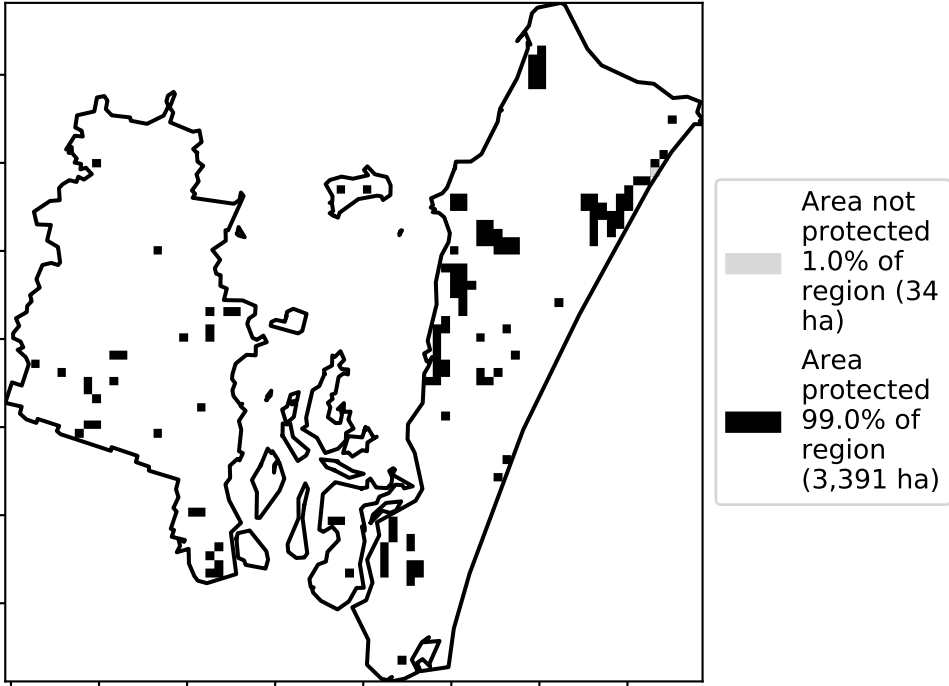 Area not
protected
1.0% of
region (34
ha)
Area
protected
99.0% of
region
(3,391 ha)